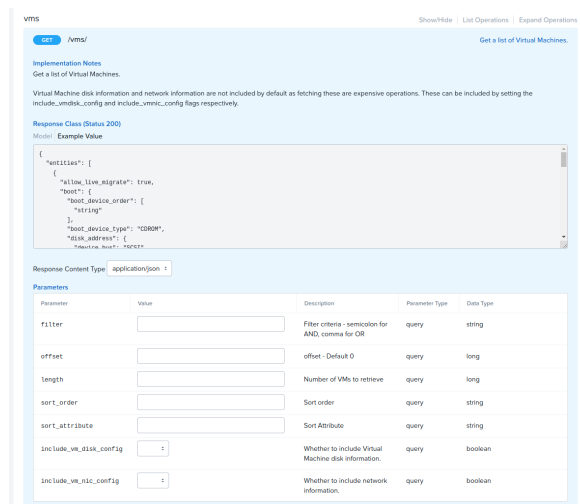 vms
Show/Hide List Operations Expand Operations
GET /vms/ Get a list of Virtual Machines.
Implementation Notes
Get a list of Virtual Machines.
Virtual Machine disk information and network information are not included by default as fetching these are expensive operations. These can be included by setting the
include_vmdisk_config and include_vmnic_config flags respectively.
Response Class (Status 200)
Model Example Value
{
"entities": [
{
"allow_live_migrate": true,
"boot": {
"boot_device_order": [
"string"
],
"boot_device_type": "CDROM",
"disk_address": {
"device_bus": "SCSI"
Response Content Type application/json
Parameters
Parameter Value Description Parameter Type Data Type
filter Filter criteria - semicolon for query string
AND, comma for OR
offset offset - Default 0 query long
length Number of VMs to retrieve query long
sort_order Sort order query string
sort_attribute Sort Attribute query string
include_vm_disk_config Whether to include Virtual query boolean
Machine disk information.
include_vm_nic_config Whether to include network query boolean
information.